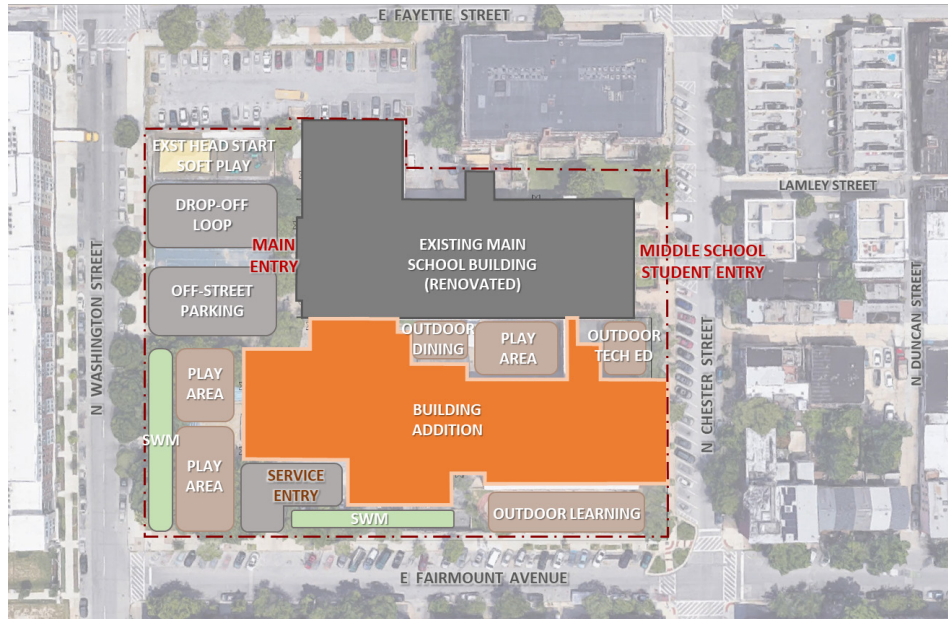 E FAYETTE STREET
EXST HEAD START
SOFT PLAY
LAMLEY STREET
DROP-OFF
LOOP
MAIN
ENTRY
EXISTING MAIN
SCHOOL BUILDING
(RENOVATED)
MIDDLE SCHOOL
STUDENT ENTRY
OFF-STREET
PARKING
N WASHINGTON STREET
N CHESTER STREET
N DUNCAN STREET
OUTDOOR
DINING
PLAY
AREA
OUTDOOR
TECH ED
PLAY
AREA
BUILDING
ADDITION
SWM
PLAY
AREA
SERVICE
ENTRY
SWM
OUTDOOR LEARNING
E FAIRMOUNT AVENUE